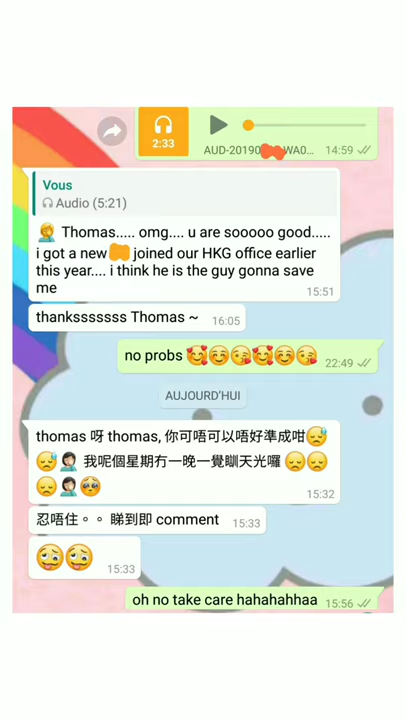 2:33
AUD-20190 WA0... 14:59
Vous
Audio (5:21)
🤦 Thomas..... omg.... u are sooooo good.....
i got a new joined our HKG office earlier
this year.... i think he is the guy gonna save
me
15:51
thanksssssss Thomas ~ 16:05
no probs 🥰☺️😘🥰☺️😘 22:49
AUJOURD'HUI
thomas 呀 thomas, 你可唔可以唔好準成咁😓
😓🤦🏻‍♀️ 我呢個星期冇一晚一覺瞓天光囉 😞😞
😞🤦🏻‍♀️🥺 15:32
忍唔住。。睇到即 comment 15:33
🥴🥴 15:33
oh no take care hahahahhaa 15:56